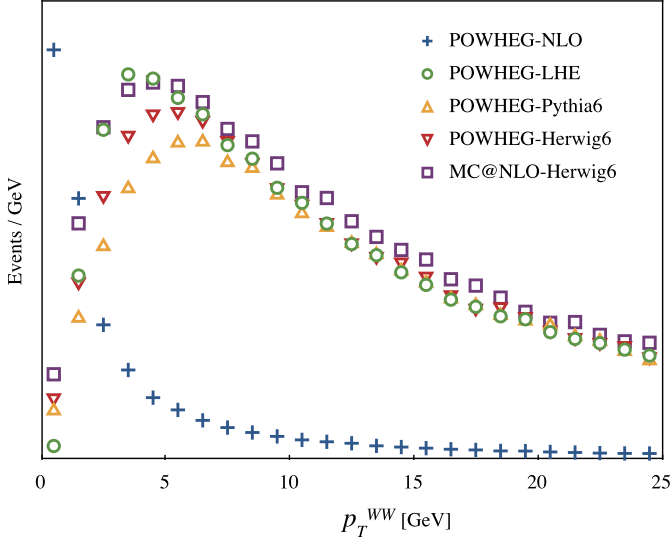 POWHEG-NLO
POWHEG-LHE
POWHEG-Pythia6
POWHEG-Herwig6
MC@NLO-Herwig6
Events / GeV
0 5 10 15 20 25
p_T^{WW} [GeV]